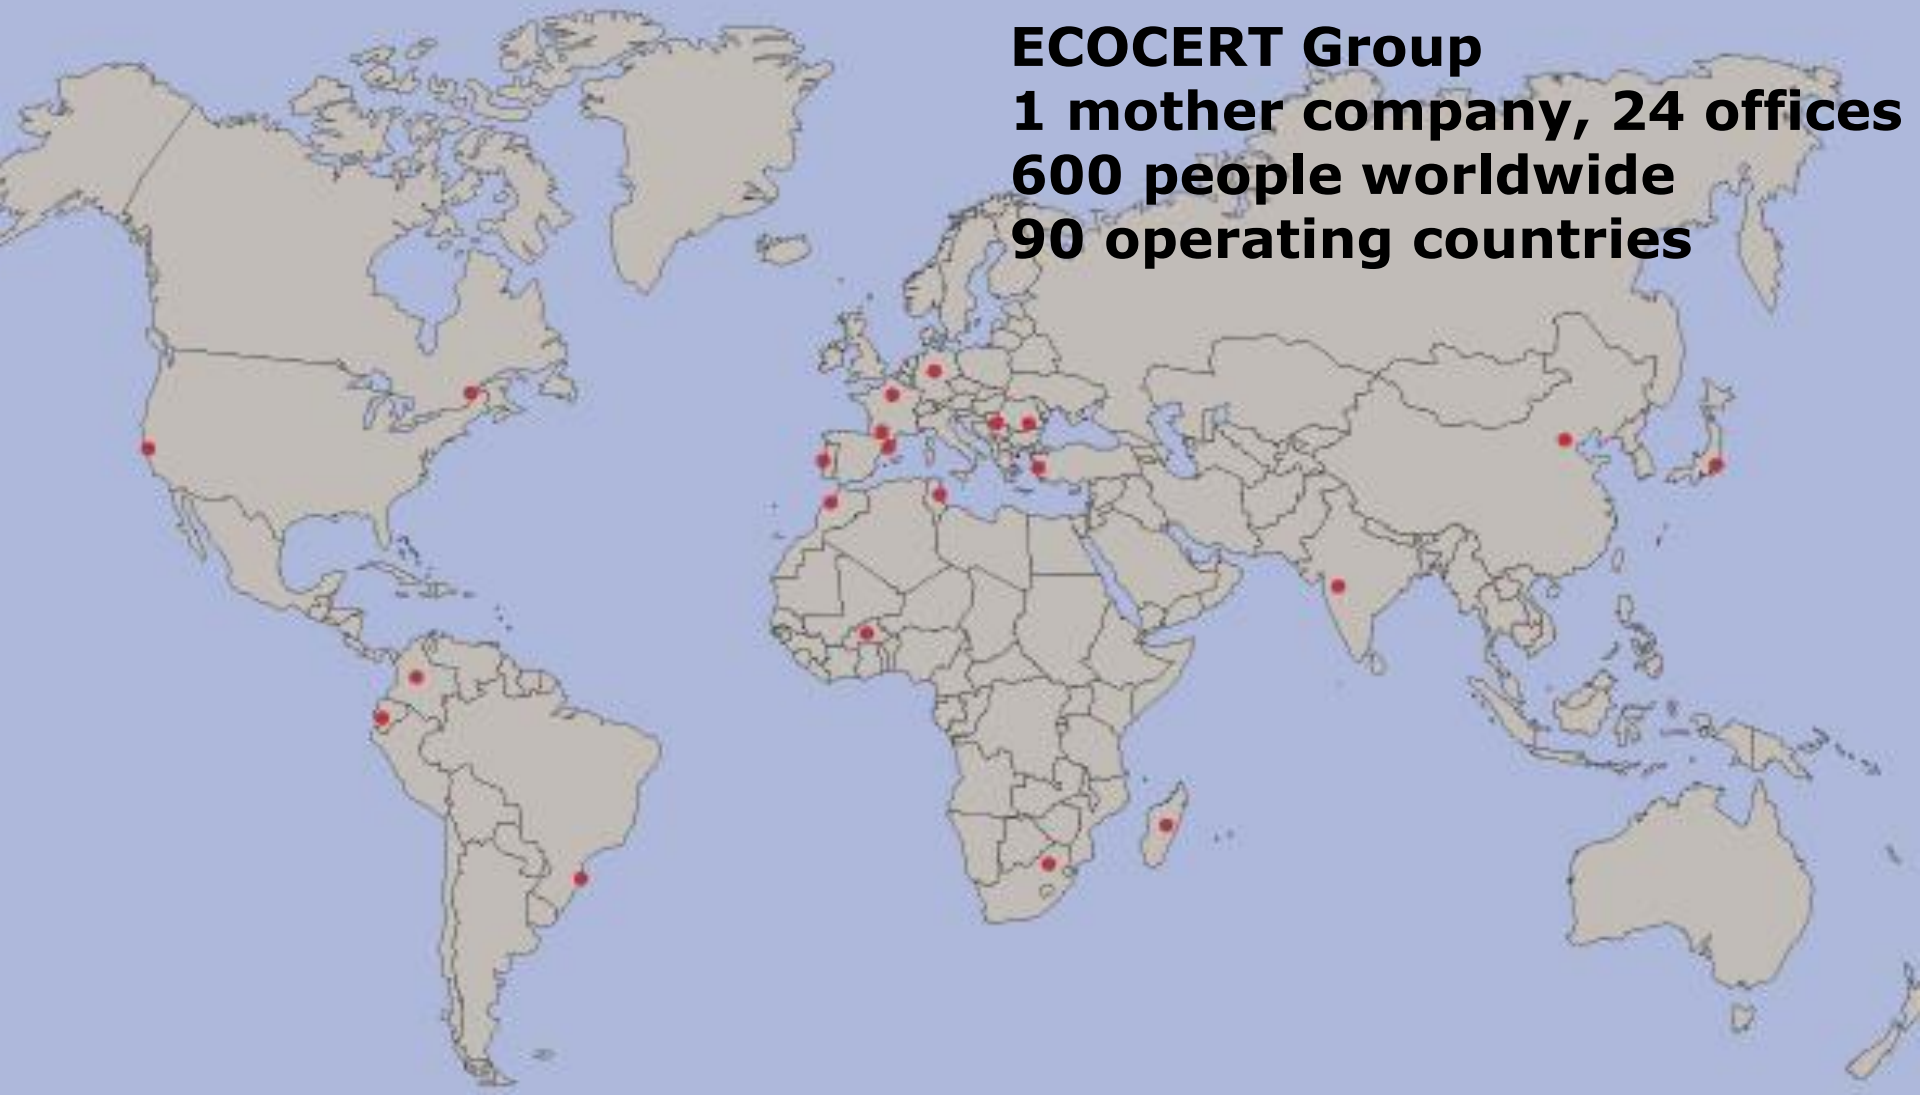 ECOCERT Group
1 mother company, 24 offices
600 people worldwide
90 operating countries